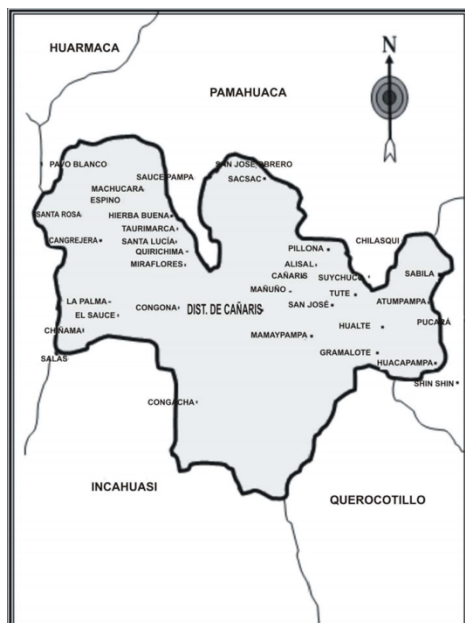 HUARMACA
N
PAMAHUACA
PAVO BLANCO
SAN JOSÉ OBRERO
SAUCE PAMPA
SACSAC
MACHUCARA
ESPINO
SANTA ROSA
HIERBA BUENA
TAURIMARCA
CANGREJERA
SANTA LUCÍA
CHILASQUI
QUIRICHIMA
PILLONA
MIRAFLORES
ALISAL
CAÑARIS
SUYCHUCO
SABILA
MAÑUÑO
TUTE
LA PALMA
CONGONA
DIST. DE CAÑARIS
SAN JOSÉ
ATUMPAMPA
EL SAUCE
PUCARÁ
CHIÑAMA
HUALTE
MAMAYPAMPA
SALAS
GRAMALOTE
HUACAPAMPA
SHIN SHIN
CONGACHA
INCAHUASI
QUEROCOTILLO